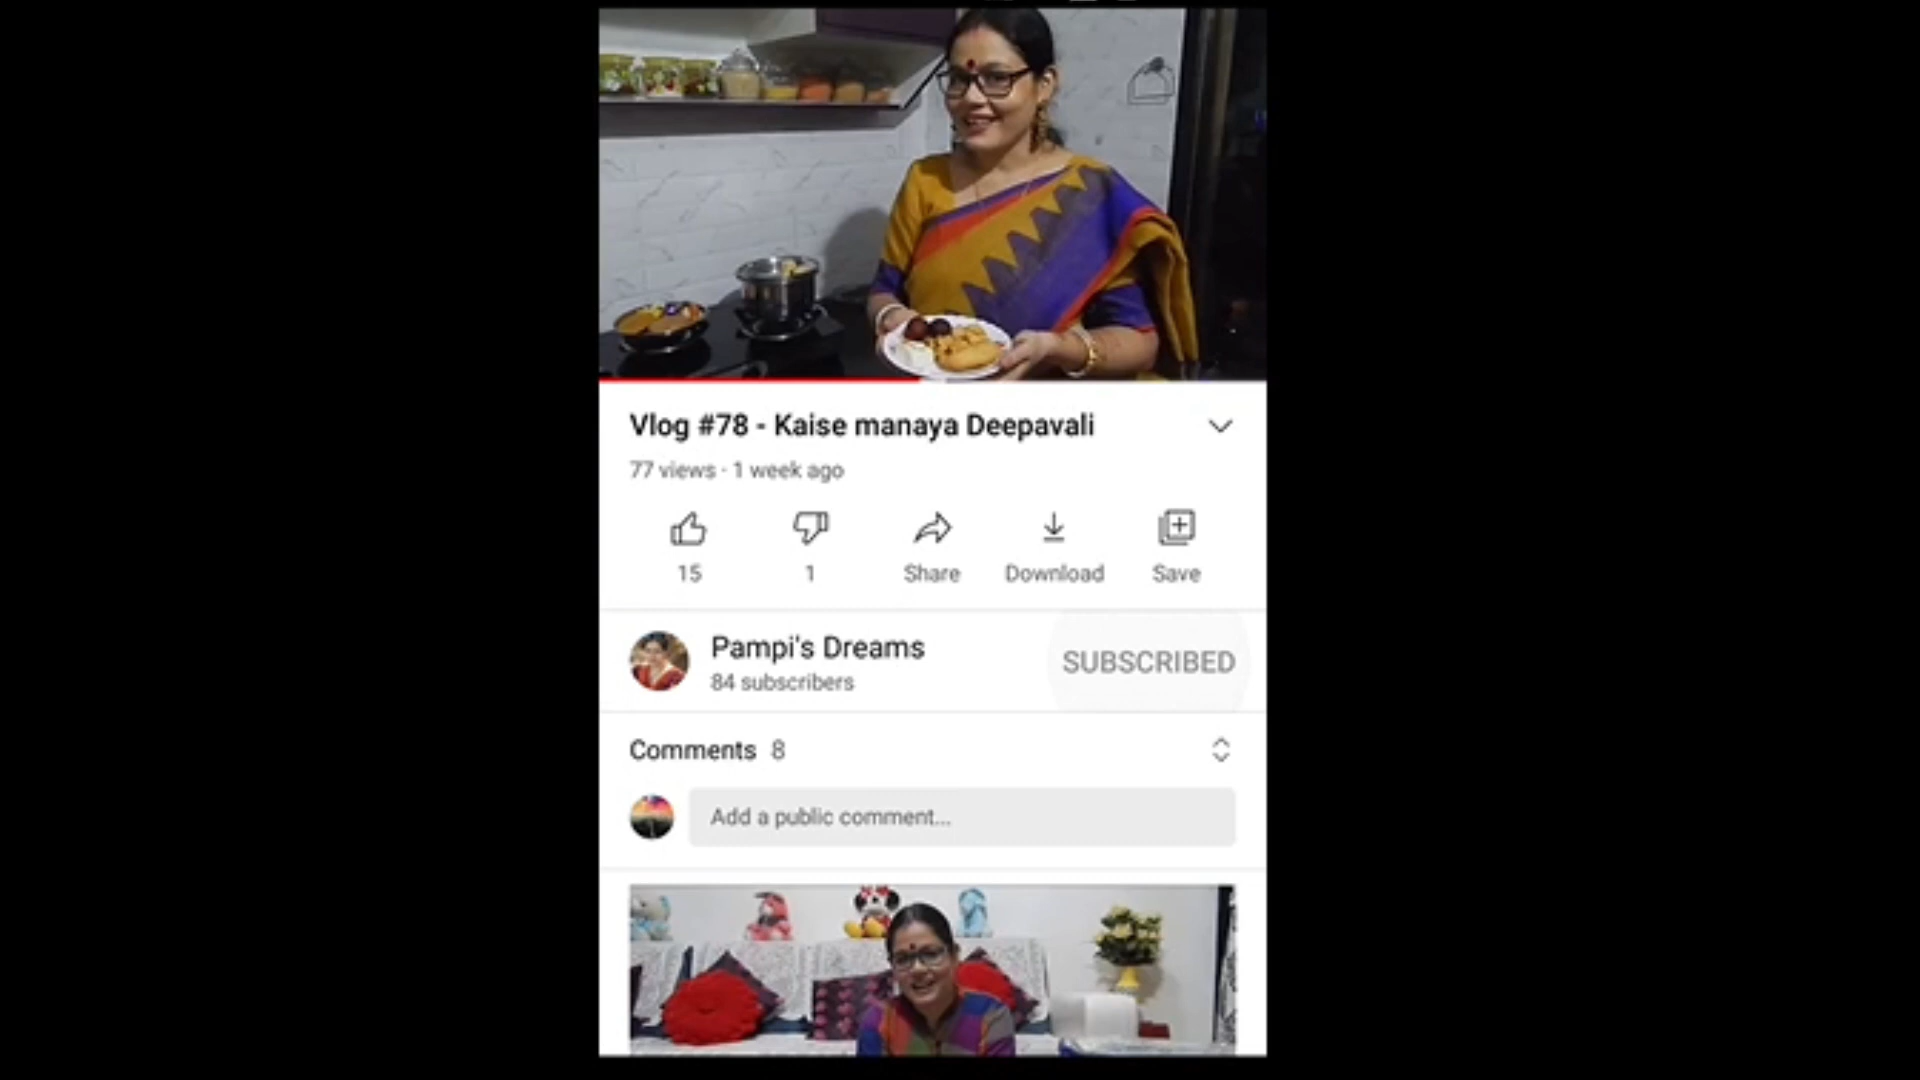 Vlog #78 - Kaise manaya Deepavali
77 views · 1 week ago
15
1
Share
Download
Save
Pampi's Dreams
84 subscribers
SUBSCRIBED
Comments 8
Add a public comment...